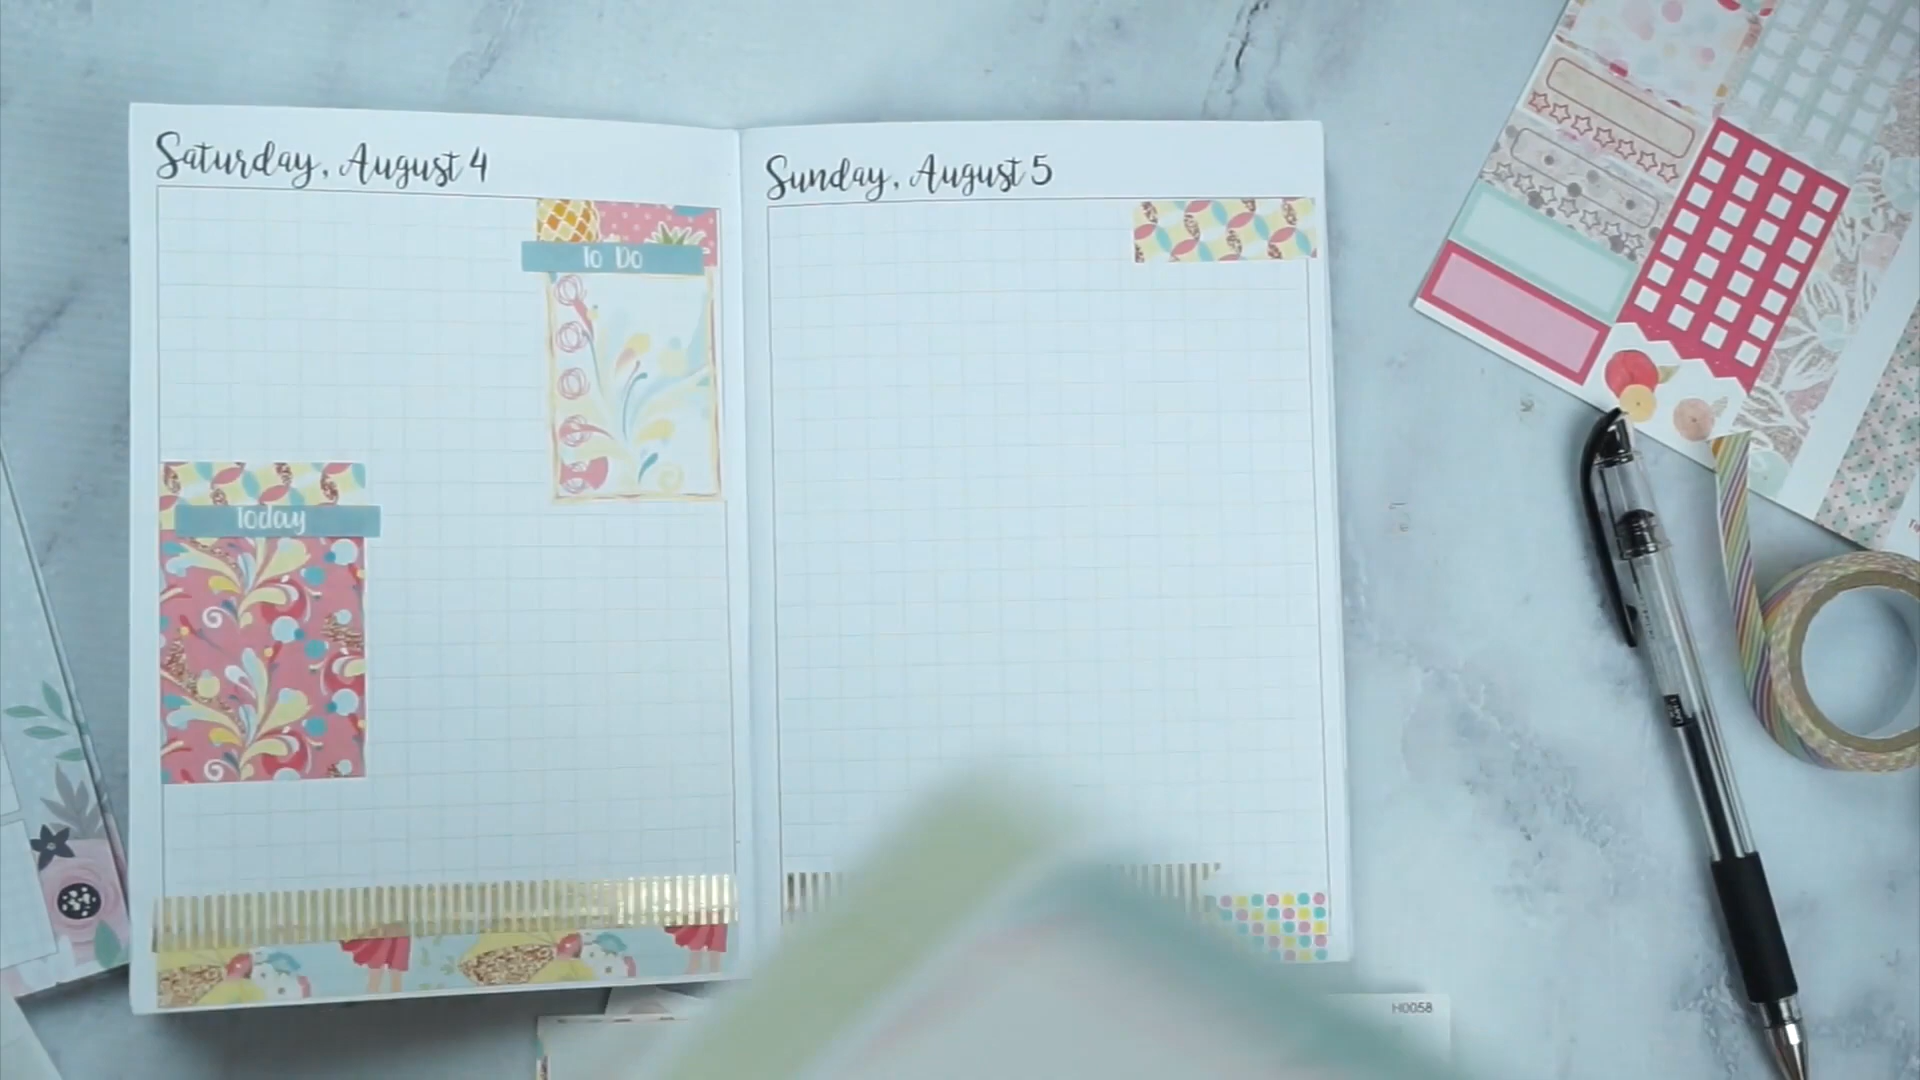 Saturday, August 4
Sunday, August 5
To Do
Today
H0058